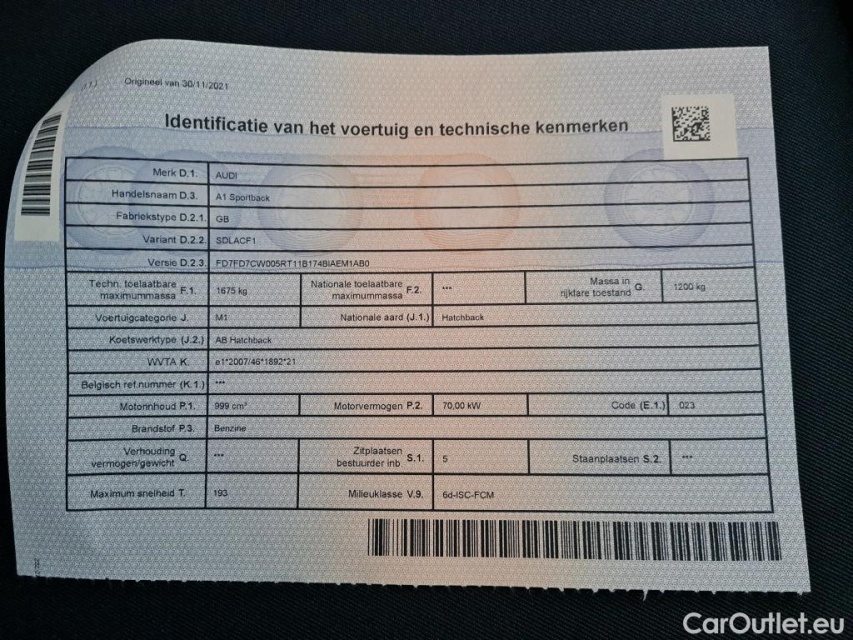 (I.1.) Origineel van 30/11/2021
Identificatie van het voertuig en technische kenmerken
Merk D.1. AUDI
Handelsnaam D.3. A1 Sportback
Fabriekstype D.2.1. GB
Variant D.2.2. SDLACF1
Versie D.2.3. FD7FD7CW005RT11B174BIAEM1AB0
Techn. toelaatbare maximummassa F.1. 1675 kg Nationale toelaatbare maximummassa F.2. *** Massa in rijklare toestand G. 1200 kg
Voertuigcategorie J. M1 Nationale aard (J.1.) Hatchback
Koetswerktype (J.2.) AB Hatchback
WVTA K. e1*2007/46*1892*21
Belgisch ref.nummer (K.1.) ***
Motorinhoud P.1. 999 cm³ Motorvermogen P.2. 70,00 kW Code (E.1.) 023
Brandstof P.3. Benzine
Verhouding vermogen/gewicht Q. *** Zitplaatsen bestuurder inb. S.1. 5 Staanplaatsen S.2. ***
Maximum snelheid T. 193 Milieuklasse V.9. 6d-ISC-FCM
CarOutlet.eu